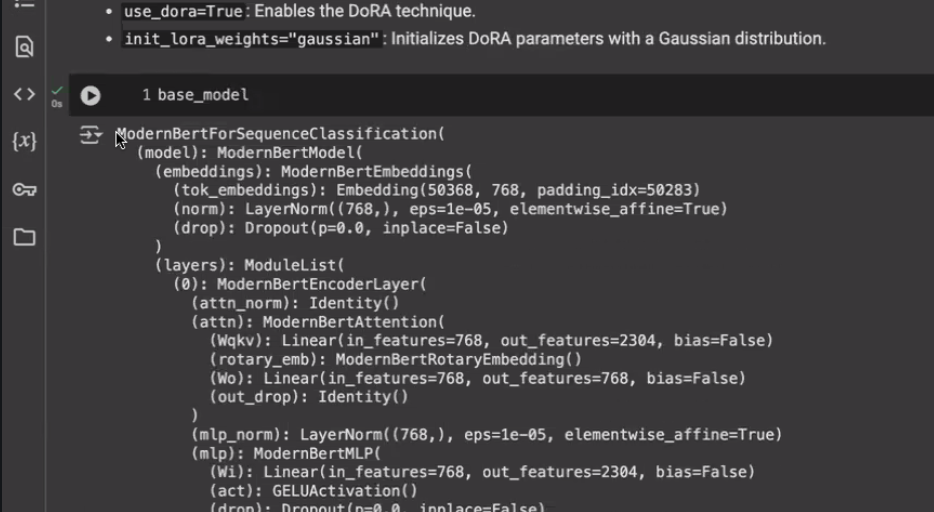 use_dora=True: Enables the DoRA technique.
init_lora_weights="gaussian": Initializes DoRA parameters with a Gaussian distribution.
0s
1 base_model
ModernBertForSequenceClassification(
(model): ModernBertModel(
(embeddings): ModernBertEmbeddings(
(tok_embeddings): Embedding(50368, 768, padding_idx=50283)
(norm): LayerNorm((768,), eps=1e-05, elementwise_affine=True)
(drop): Dropout(p=0.0, inplace=False)
)
(layers): ModuleList(
(0): ModernBertEncoderLayer(
(attn_norm): Identity()
(attn): ModernBertAttention(
(Wqkv): Linear(in_features=768, out_features=2304, bias=False)
(rotary_emb): ModernBertRotaryEmbedding()
(Wo): Linear(in_features=768, out_features=768, bias=False)
(out_drop): Identity()
)
(mlp_norm): LayerNorm((768,), eps=1e-05, elementwise_affine=True)
(mlp): ModernBertMLP(
(Wi): Linear(in_features=768, out_features=2304, bias=False)
(act): GELUActivation()
(drop): Dropout(p=0.0, inplace=False)